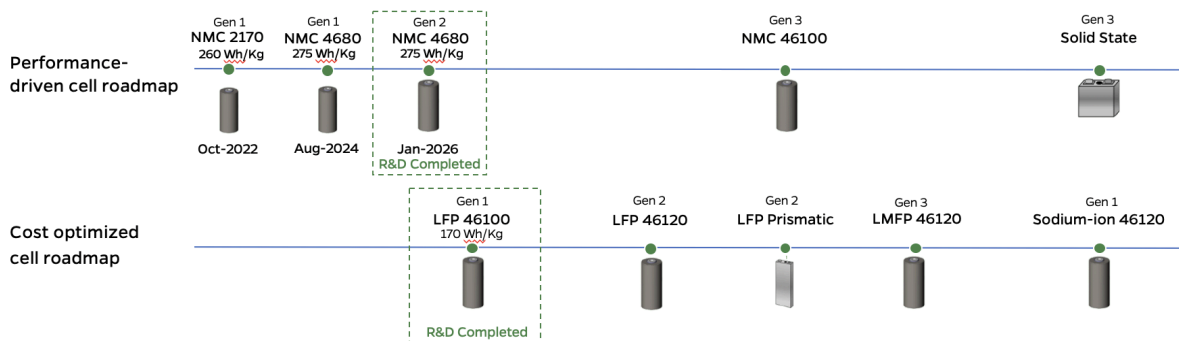 Performance-
driven cell roadmap
Gen 1
NMC 2170
260 Wh/Kg
Oct-2022
Gen 1
NMC 4680
275 Wh/Kg
Aug-2024
Gen 2
NMC 4680
275 Wh/Kg
Jan-2026
R&D Completed
Gen 3
NMC 46100
Gen 3
Solid State
Cost optimized
cell roadmap
Gen 1
LFP 46100
170 Wh/Kg
R&D Completed
Gen 2
LFP 46120
Gen 2
LFP Prismatic
Gen 3
LMFP 46120
Gen 1
Sodium-ion 46120